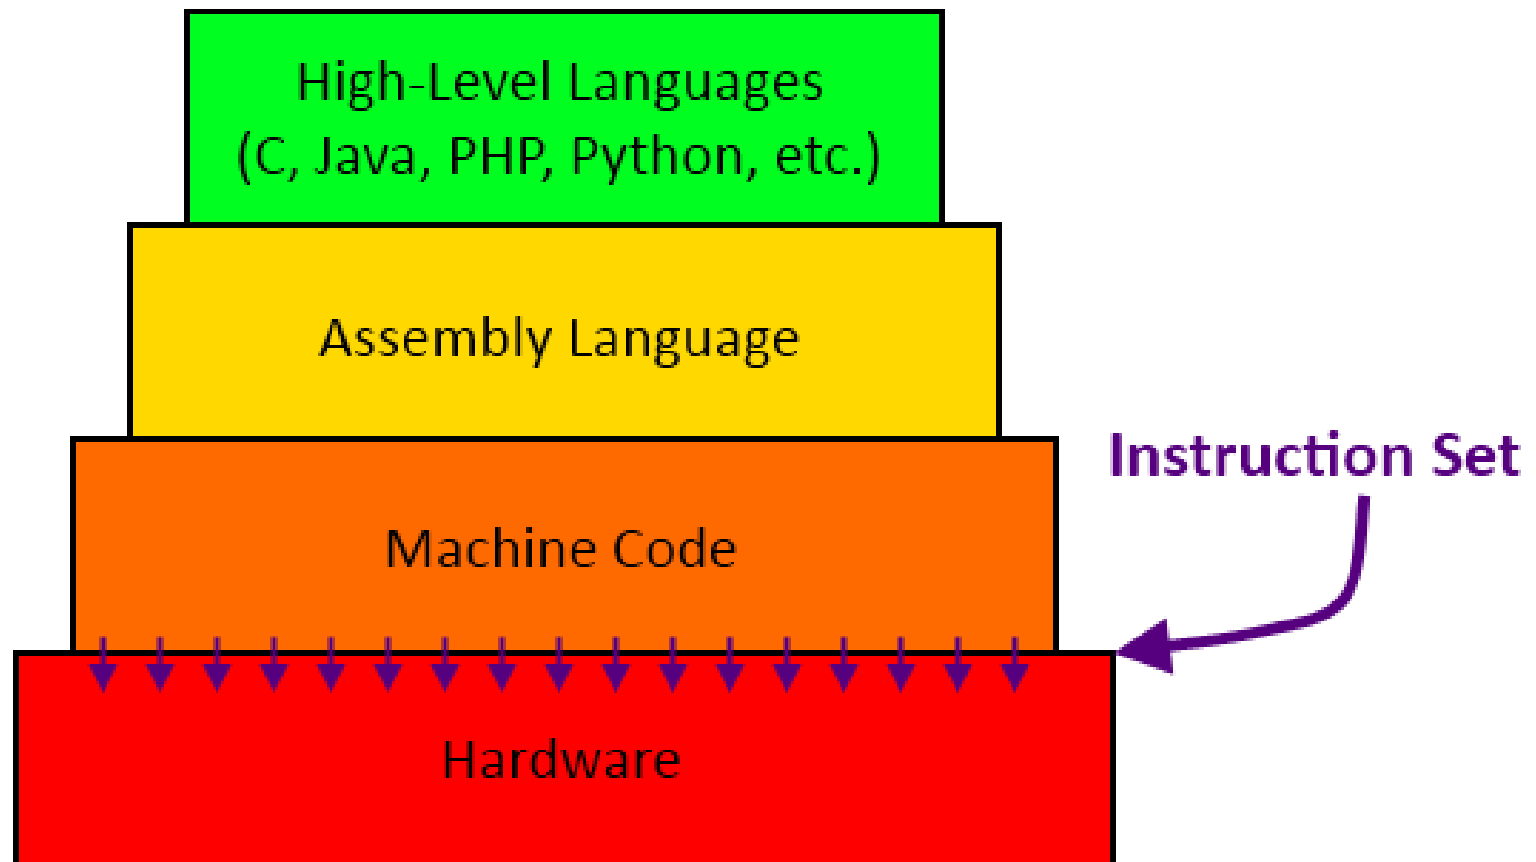 High-Level Languages
(C, Java, PHP, Python, etc.)
Assembly Language
Instruction Set
Machine Code
Hardware